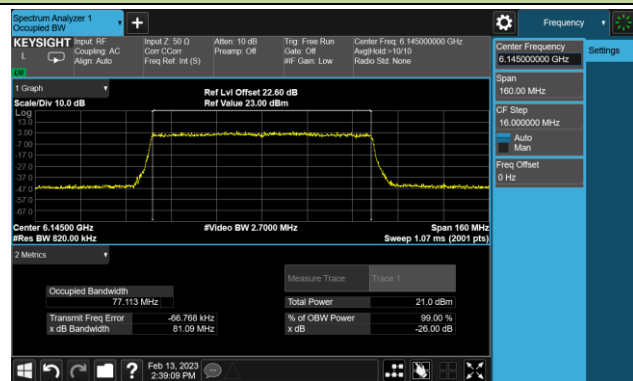 Spectrum Analyzer 1
Occupied BW
+
Frequency
KEYSIGHT Input: RF Input Z: 50 Ω Atten: 10 dB Trig: Free Run Center Freq: 6.145000000 GHz
L Coupling: AC Corr CCorr Preamp: Off Gate: Off Avg|Hold:>10/10
Align: Auto Freq Ref: Int (S) #IF Gain: Low Radio Std: None
Center Frequency
6.145000000 GHz
Settings
Span
160.00 MHz
CF Step
16.000000 MHz
Auto
Man
Freq Offset
0 Hz
1 Graph
Ref Lvl Offset 22.60 dB
Scale/Div 10.0 dB Ref Value 23.00 dBm
Log
13.0
3.00
-7.00
-17.0
-27.0
-37.0
-47.0
-57.0
-67.0
Center 6.14500 GHz #Video BW 2.7000 MHz Span 160 MHz
#Res BW 820.00 kHz Sweep 1.07 ms (2001 pts)
2 Metrics
Measure Trace Trace 1
Occupied Bandwidth
77.113 MHz
Total Power 21.0 dBm
Transmit Freq Error -66.768 kHz % of OBW Power 99.00 %
x dB Bandwidth 81.09 MHz x dB -26.00 dB
?
Feb 13, 2023
2:39:09 PM